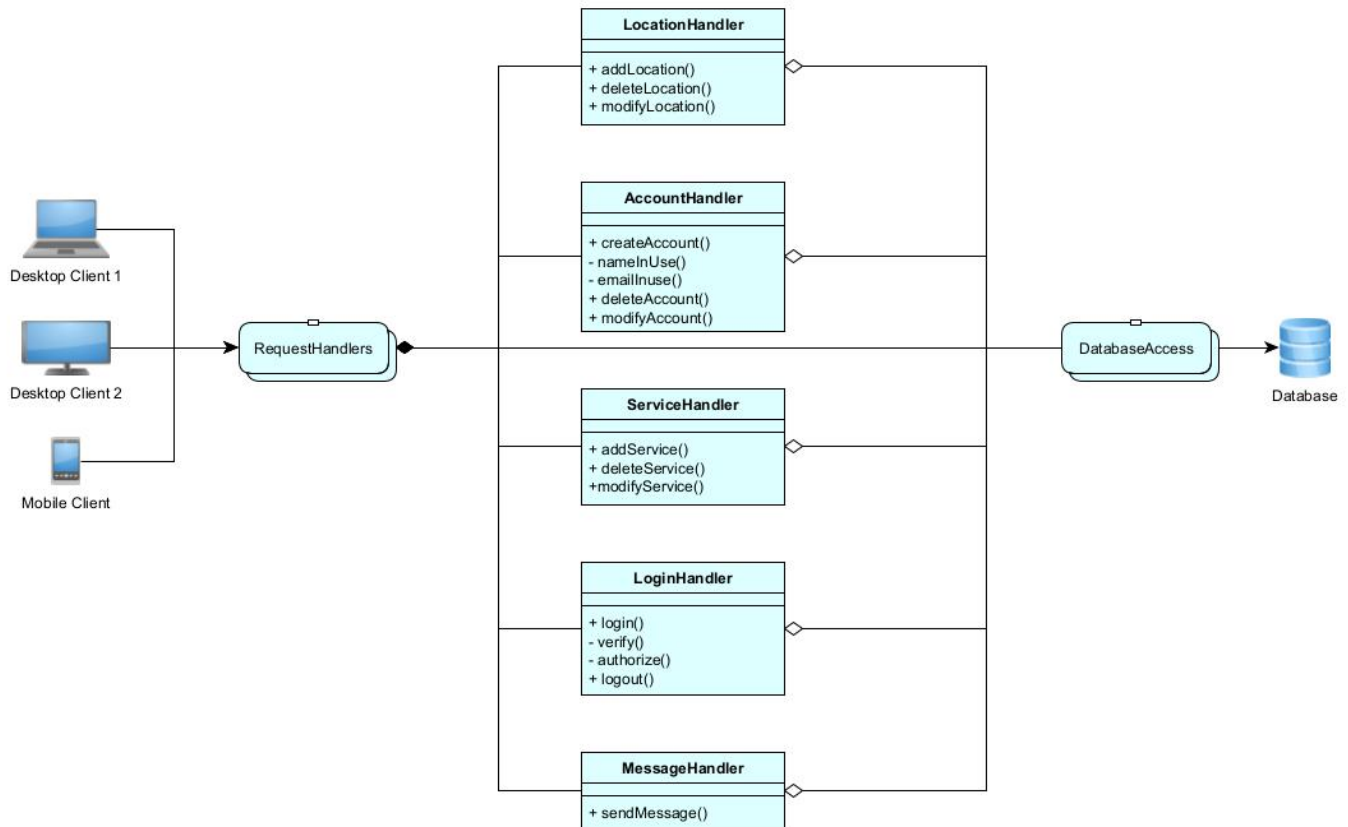 LocationHandler
+ addLocation()
+ deleteLocation()
+ modifyLocation()
AccountHandler
+ createAccount()
- nameInUse()
- emailInuse()
+ deleteAccount()
+ modifyAccount()
Desktop Client 1
RequestHandlers
DatabaseAccess
Desktop Client 2
Database
ServiceHandler
+ addService()
+ deleteService()
+modifyService()
Mobile Client
LoginHandler
+ login()
- verify()
- authorize()
+ logout()
MessageHandler
+ sendMessage()